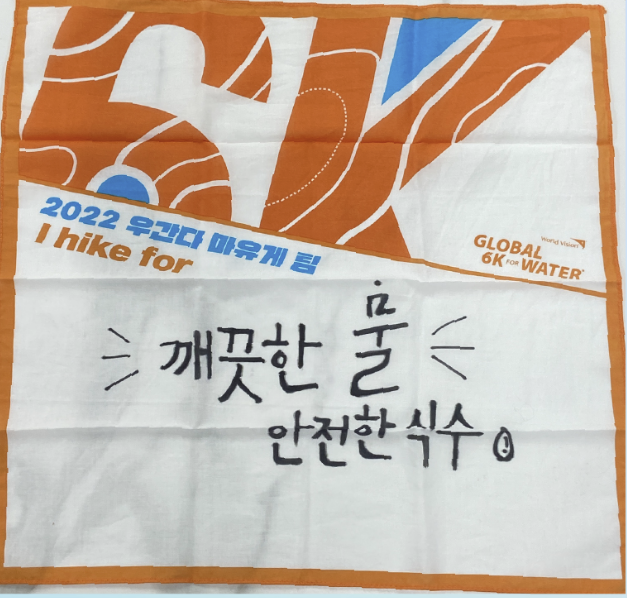 6K
2022 우간다 마유게 팀
I hike for
World Vision
GLOBAL
6K FOR WATER
깨끗한 물
안전한 식수